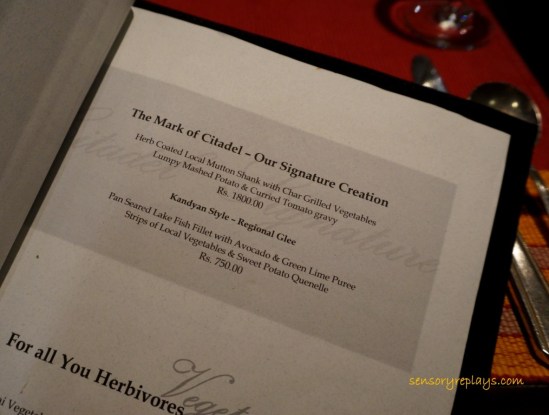 The Mark of Citadel – Our Signature Creation
Herb Coated Local Mutton Shank with Char Grilled Vegetables
Lumpy Mashed Potato & Curried Tomato gravy
Rs. 1800.00
Kandyan Style – Regional Glee
Pan Seared Lake Fish Fillet with Avocado & Green Lime Puree
Strips of Local Vegetables & Sweet Potato Quenelle
Rs. 750.00
For all You Herbivores
sensoryreplays.com